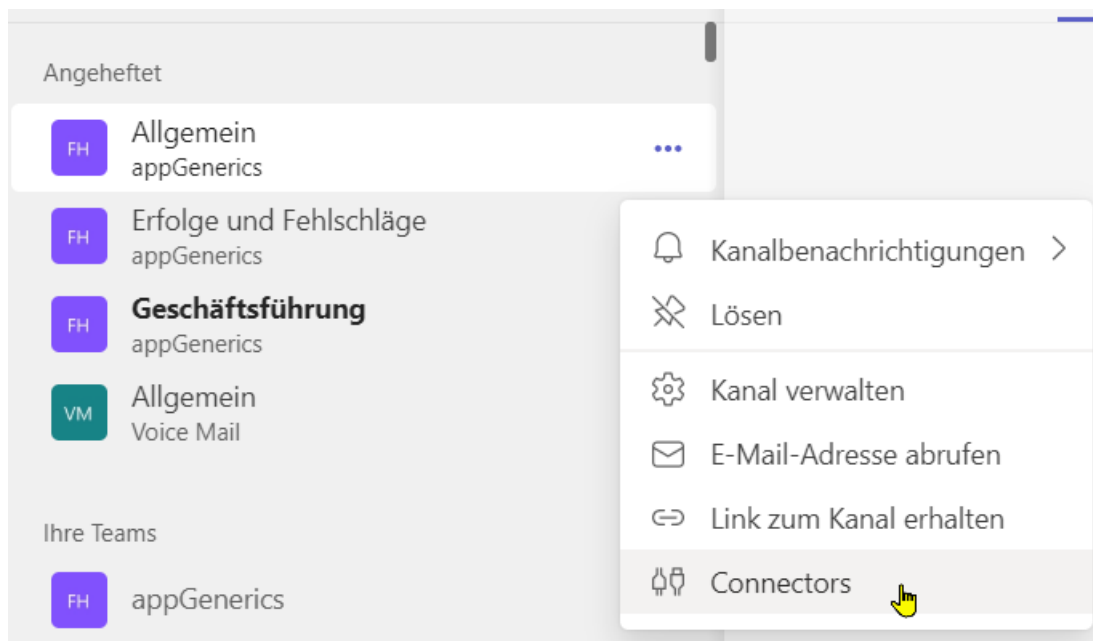 Angeheftet
FH
Allgemein
appGenerics
FH
Erfolge und Fehlschläge
appGenerics
FH
Geschäftsführung
appGenerics
VM
Allgemein
Voice Mail
Ihre Teams
FH
appGenerics
Kanalbenachrichtigungen
Lösen
Kanal verwalten
E-Mail-Adresse abrufen
Link zum Kanal erhalten
Connectors